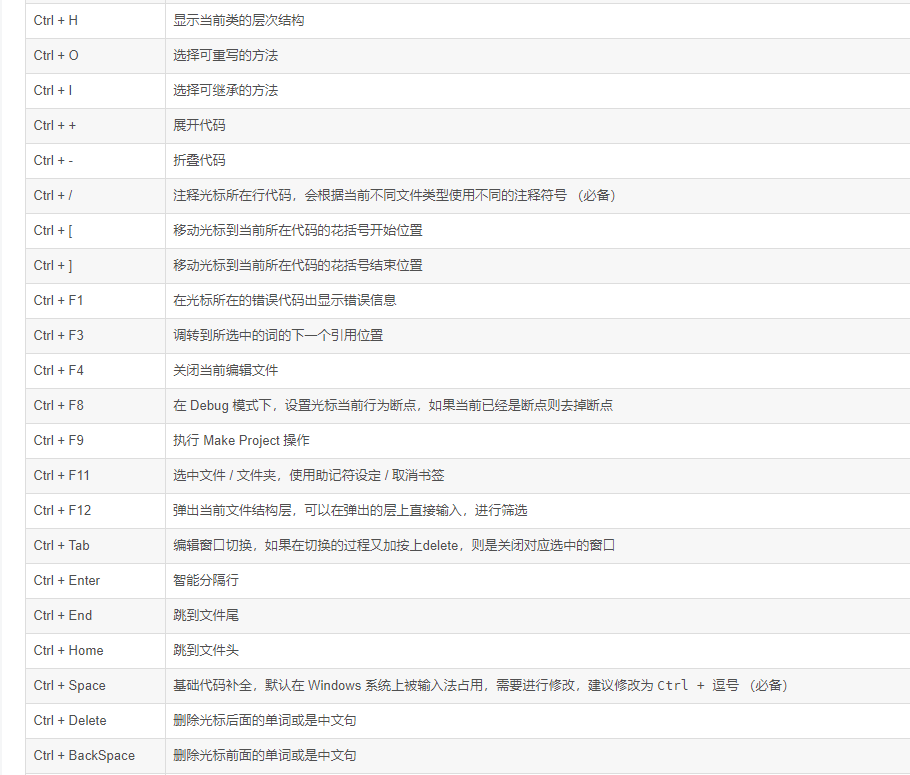 Ctrl + H 显示当前类的层次结构
Ctrl + O 选择可重写的方法
Ctrl + I 选择可继承的方法
Ctrl + + 展开代码
Ctrl + - 折叠代码
Ctrl + / 注释光标所在行代码，会根据当前不同文件类型使用不同的注释符号 （必备）
Ctrl + [ 移动光标到当前所在代码的花括号开始位置
Ctrl + ] 移动光标到当前所在代码的花括号结束位置
Ctrl + F1 在光标所在的错误代码出显示错误信息
Ctrl + F3 调转到所选中的词的下一个引用位置
Ctrl + F4 关闭当前编辑文件
Ctrl + F8 在 Debug 模式下，设置光标当前行为断点，如果当前已经是断点则去掉断点
Ctrl + F9 执行 Make Project 操作
Ctrl + F11 选中文件 / 文件夹，使用助记符设定 / 取消书签
Ctrl + F12 弹出当前文件结构层，可以在弹出的层上直接输入，进行筛选
Ctrl + Tab 编辑窗口切换，如果在切换的过程又加按上delete，则是关闭对应选中的窗口
Ctrl + Enter 智能分隔行
Ctrl + End 跳到文件尾
Ctrl + Home 跳到文件头
Ctrl + Space 基础代码补全，默认在 Windows 系统上被输入法占用，需要进行修改，建议修改为 Ctrl + 逗号 （必备）
Ctrl + Delete 删除光标后面的单词或是中文句
Ctrl + BackSpace 删除光标前面的单词或是中文句